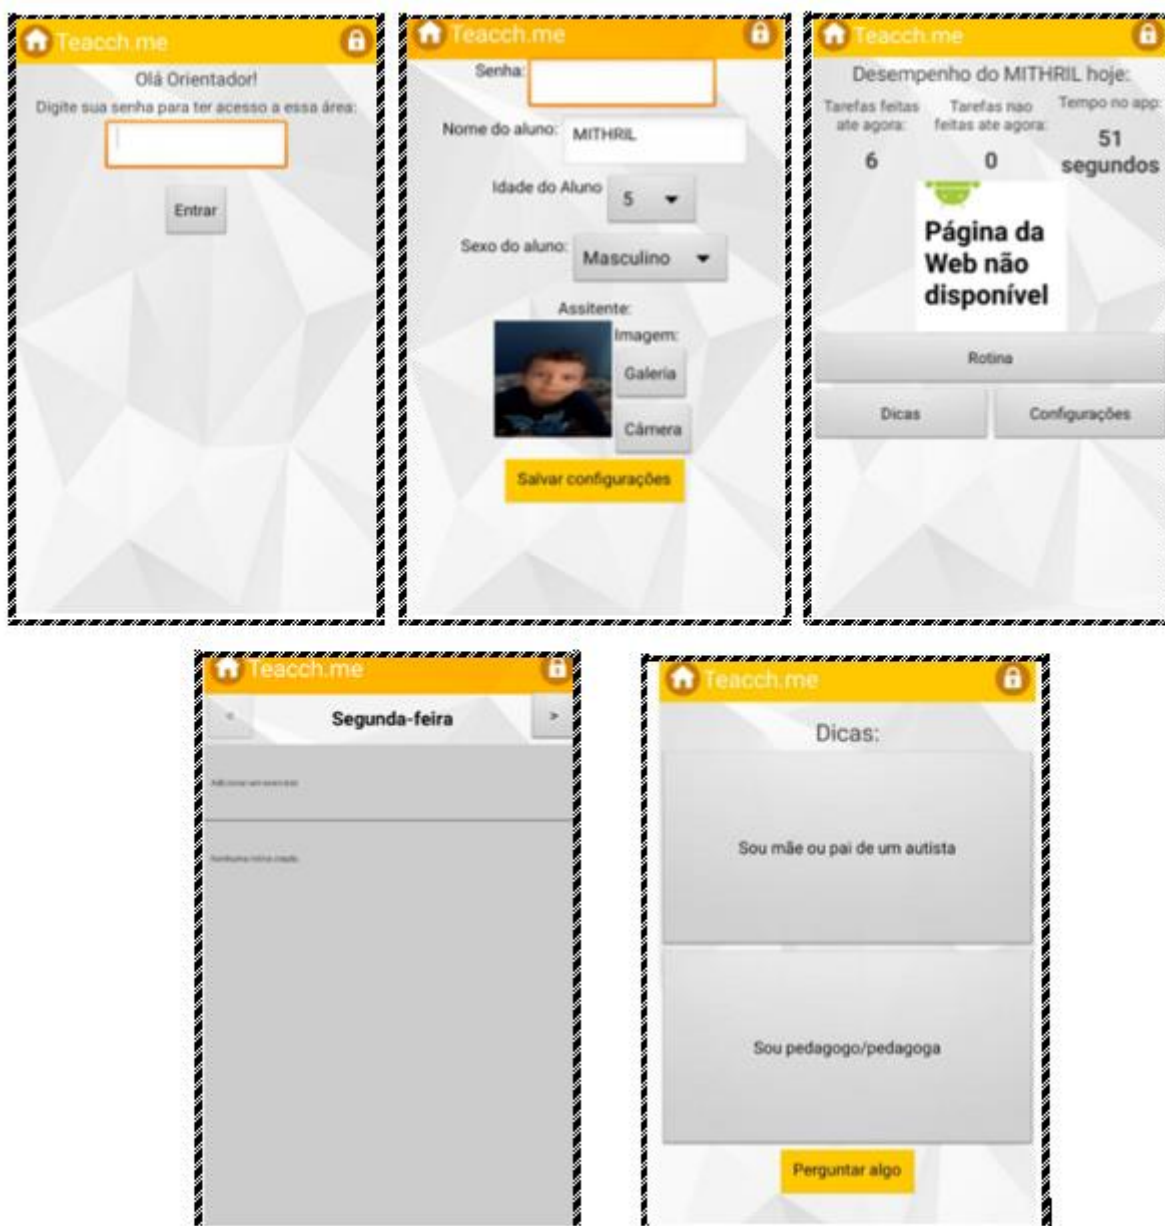 Teacch.me
Olá Orientador!
Digite sua senha para ter acesso a essa área:
Entrar
Teacch.me
Senha:
Nome do aluno: MITHRIL
Idade do Aluno 5
Sexo do aluno: Masculino
Assitente:
Imagem:
Galeria
Câmera
Salvar configurações
Teacch.me
Desempenho do MITHRIL hoje:
Tarefas feitas
ate agora:
6
Tarefas nao
feitas ate agora:
0
Tempo no app:
51
segundos
Página da
Web não
disponível
Rotina
Dicas
Configurações
Teacch.me
<
Segunda-feira
>
Adicionar um exercicio
Teacch.me
Dicas:
Sou mãe ou pai de um autista
Sou pedagogo/pedagoga
Perguntar algo